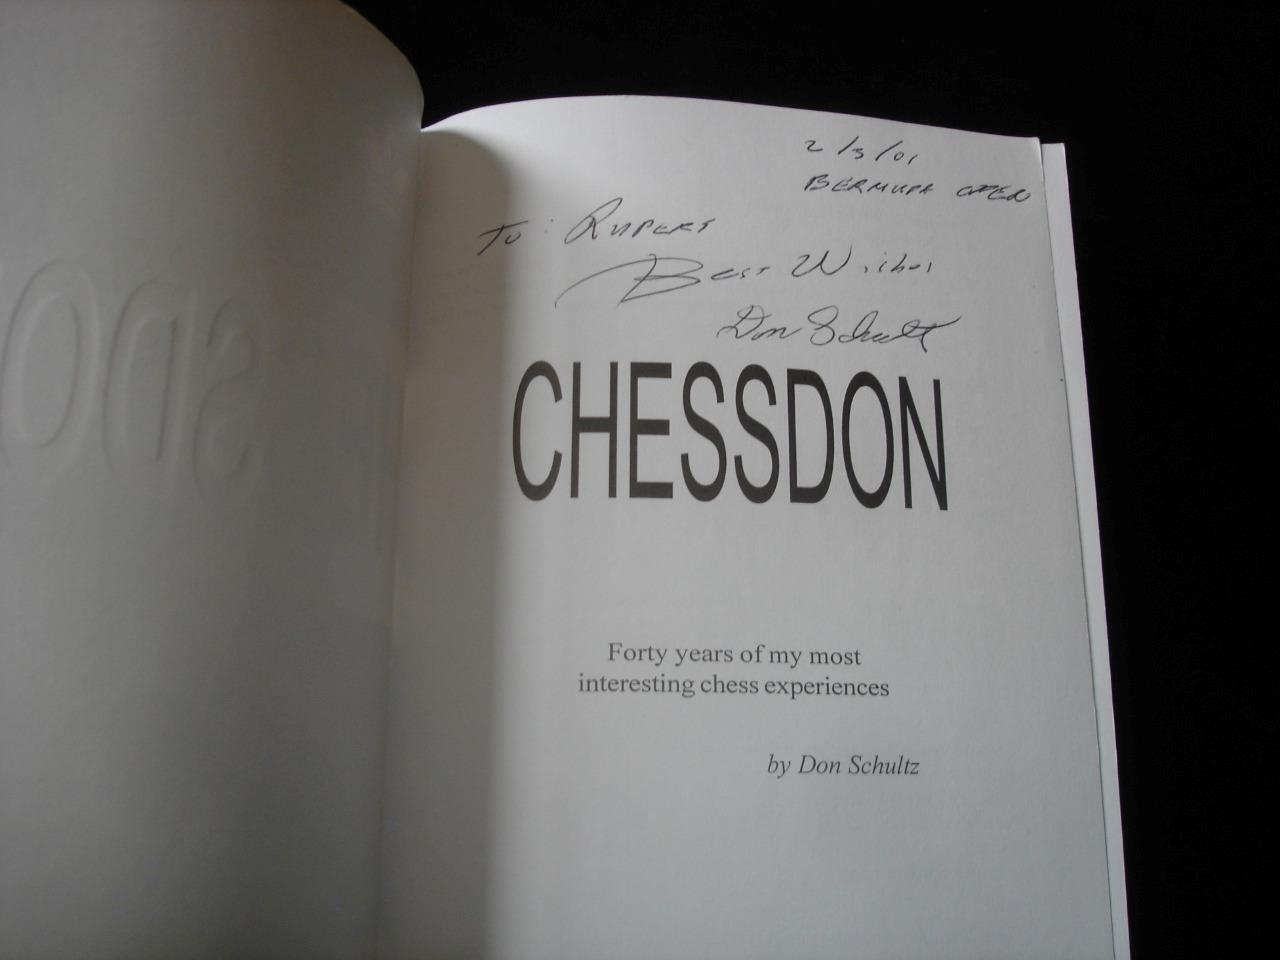 2/3/01
BERMUDA OPEN
To: RUPERT
Best Wishes
Don Schultz
CHESSDON
Forty years of my most
interesting chess experiences
by Don Schultz
SDO